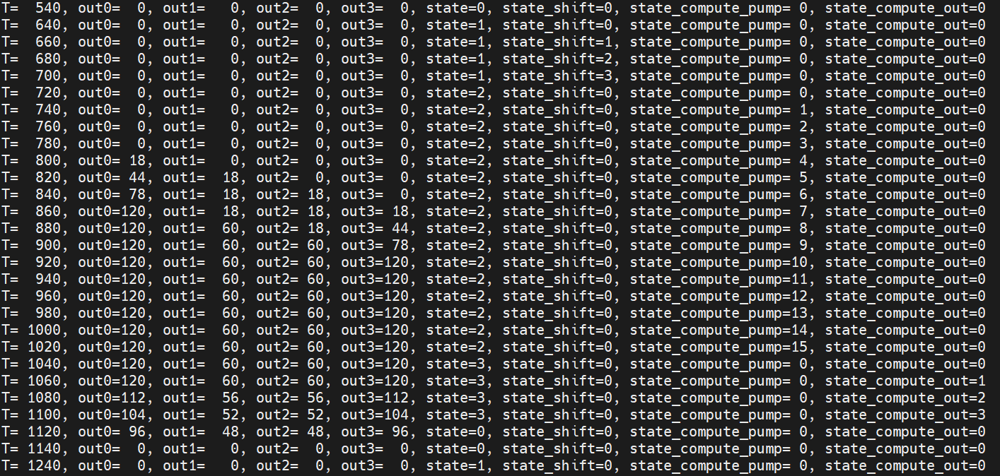 T=  540, out0=  0, out1=   0, out2=  0, out3=  0, state=0, state_shift=0, state_compute_pump= 0, state_compute_out=0
T=  640, out0=  0, out1=   0, out2=  0, out3=  0, state=1, state_shift=0, state_compute_pump= 0, state_compute_out=0
T=  660, out0=  0, out1=   0, out2=  0, out3=  0, state=1, state_shift=1, state_compute_pump= 0, state_compute_out=0
T=  680, out0=  0, out1=   0, out2=  0, out3=  0, state=1, state_shift=2, state_compute_pump= 0, state_compute_out=0
T=  700, out0=  0, out1=   0, out2=  0, out3=  0, state=1, state_shift=3, state_compute_pump= 0, state_compute_out=0
T=  720, out0=  0, out1=   0, out2=  0, out3=  0, state=2, state_shift=0, state_compute_pump= 0, state_compute_out=0
T=  740, out0=  0, out1=   0, out2=  0, out3=  0, state=2, state_shift=0, state_compute_pump= 1, state_compute_out=0
T=  760, out0=  0, out1=   0, out2=  0, out3=  0, state=2, state_shift=0, state_compute_pump= 2, state_compute_out=0
T=  780, out0=  0, out1=   0, out2=  0, out3=  0, state=2, state_shift=0, state_compute_pump= 3, state_compute_out=0
T=  800, out0= 18, out1=   0, out2=  0, out3=  0, state=2, state_shift=0, state_compute_pump= 4, state_compute_out=0
T=  820, out0= 44, out1=  18, out2=  0, out3=  0, state=2, state_shift=0, state_compute_pump= 5, state_compute_out=0
T=  840, out0= 78, out1=  18, out2= 18, out3=  0, state=2, state_shift=0, state_compute_pump= 6, state_compute_out=0
T=  860, out0=120, out1=  18, out2= 18, out3= 18, state=2, state_shift=0, state_compute_pump= 7, state_compute_out=0
T=  880, out0=120, out1=  60, out2= 18, out3= 44, state=2, state_shift=0, state_compute_pump= 8, state_compute_out=0
T=  900, out0=120, out1=  60, out2= 60, out3= 78, state=2, state_shift=0, state_compute_pump= 9, state_compute_out=0
T=  920, out0=120, out1=  60, out2= 60, out3=120, state=2, state_shift=0, state_compute_pump=10, state_compute_out=0
T=  940, out0=120, out1=  60, out2= 60, out3=120, state=2, state_shift=0, state_compute_pump=11, state_compute_out=0
T=  960, out0=120, out1=  60, out2= 60, out3=120, state=2, state_shift=0, state_compute_pump=12, state_compute_out=0
T=  980, out0=120, out1=  60, out2= 60, out3=120, state=2, state_shift=0, state_compute_pump=13, state_compute_out=0
T= 1000, out0=120, out1=  60, out2= 60, out3=120, state=2, state_shift=0, state_compute_pump=14, state_compute_out=0
T= 1020, out0=120, out1=  60, out2= 60, out3=120, state=2, state_shift=0, state_compute_pump=15, state_compute_out=0
T= 1040, out0=120, out1=  60, out2= 60, out3=120, state=3, state_shift=0, state_compute_pump= 0, state_compute_out=0
T= 1060, out0=120, out1=  60, out2= 60, out3=120, state=3, state_shift=0, state_compute_pump= 0, state_compute_out=1
T= 1080, out0=112, out1=  56, out2= 56, out3=112, state=3, state_shift=0, state_compute_pump= 0, state_compute_out=2
T= 1100, out0=104, out1=  52, out2= 52, out3=104, state=3, state_shift=0, state_compute_pump= 0, state_compute_out=3
T= 1120, out0= 96, out1=  48, out2= 48, out3= 96, state=0, state_shift=0, state_compute_pump= 0, state_compute_out=0
T= 1140, out0=  0, out1=   0, out2=  0, out3=  0, state=0, state_shift=0, state_compute_pump= 0, state_compute_out=0
T= 1240, out0=  0, out1=   0, out2=  0, out3=  0, state=1, state_shift=0, state_compute_pump= 0, state_compute_out=0